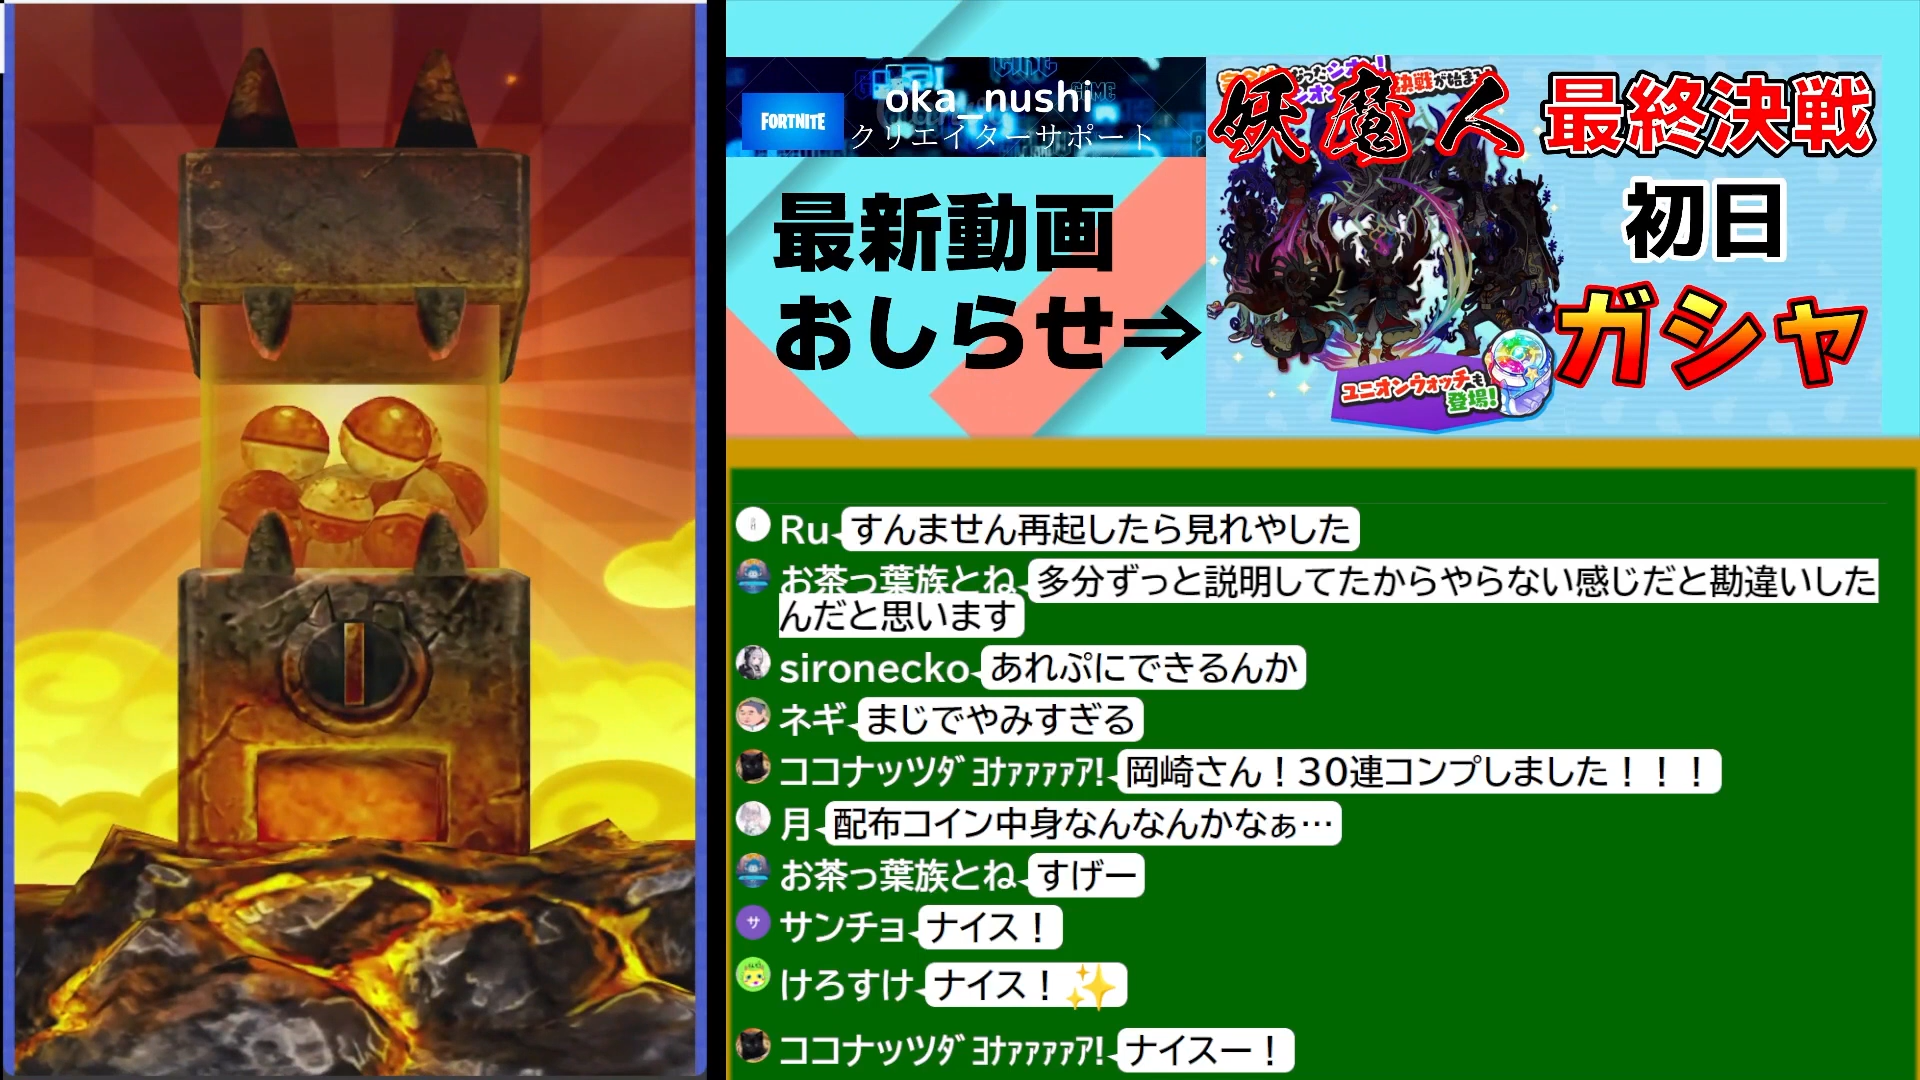 FORTNITE
oka_nushi
クリエイターサポート
最新動画
おしらせ⇒
妖魔人
最終決戦
初日
ガシャ
ユニオンウォッチも
登場!
Ru すんません再起したら見れやした
お茶っ葉族とね 多分ずっと説明してたからやらない感じだと勘違いした
んだと思います
sironecko あれぷにできるんか
ネギ まじでやみすぎる
ココナッツﾀﾞﾖﾅｧｧｧｧｱ! 岡崎さん！30連コンプしました！！！
月 配布コイン中身なんなんかなぁ…
お茶っ葉族とね すげー
サ サンチョ ナイス！
けろすけ ナイス！✨
ココナッツﾀﾞﾖﾅｧｧｧｧｱ! ナイスー！